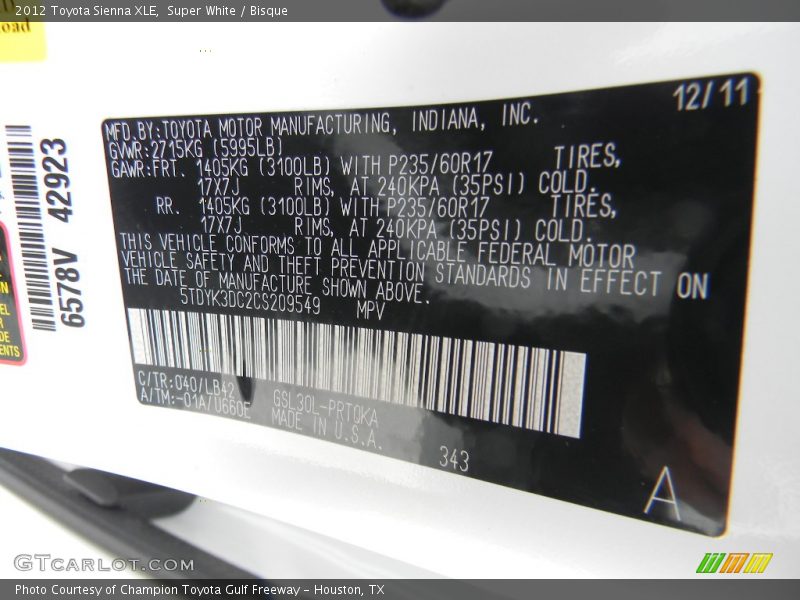 2012 Toyota Sienna XLE,  Super White / Bisque
oad
12/11
MFD.BY:TOYOTA MOTOR MANUFACTURING, INDIANA, INC.
GVWR:2715KG (5995LB)
GAWR:FRT. 1405KG (3100LB) WITH P235/60R17 TIRES,
17X7J RIMS, AT 240KPA (35PSI) COLD.
RR. 1405KG (3100LB) WITH P235/60R17 TIRES,
17X7J RIMS, AT 240KPA (35PSI) COLD.
THIS VEHICLE CONFORMS TO ALL APPLICABLE FEDERAL MOTOR
VEHICLE SAFETY AND THEFT PREVENTION STANDARDS IN EFFECT ON
THE DATE OF MANUFACTURE SHOWN ABOVE.
5TDYK3DC2CS209549 MPV
C/TR:040/LB42
A/TM:-01A/U660E
GSL30L-PRTQKA
MADE IN U.S.A.
343
A
6578V 42923
ENTS
GTCARLOT.COM
Photo Courtesy of Champion Toyota Gulf Freeway - Houston, TX